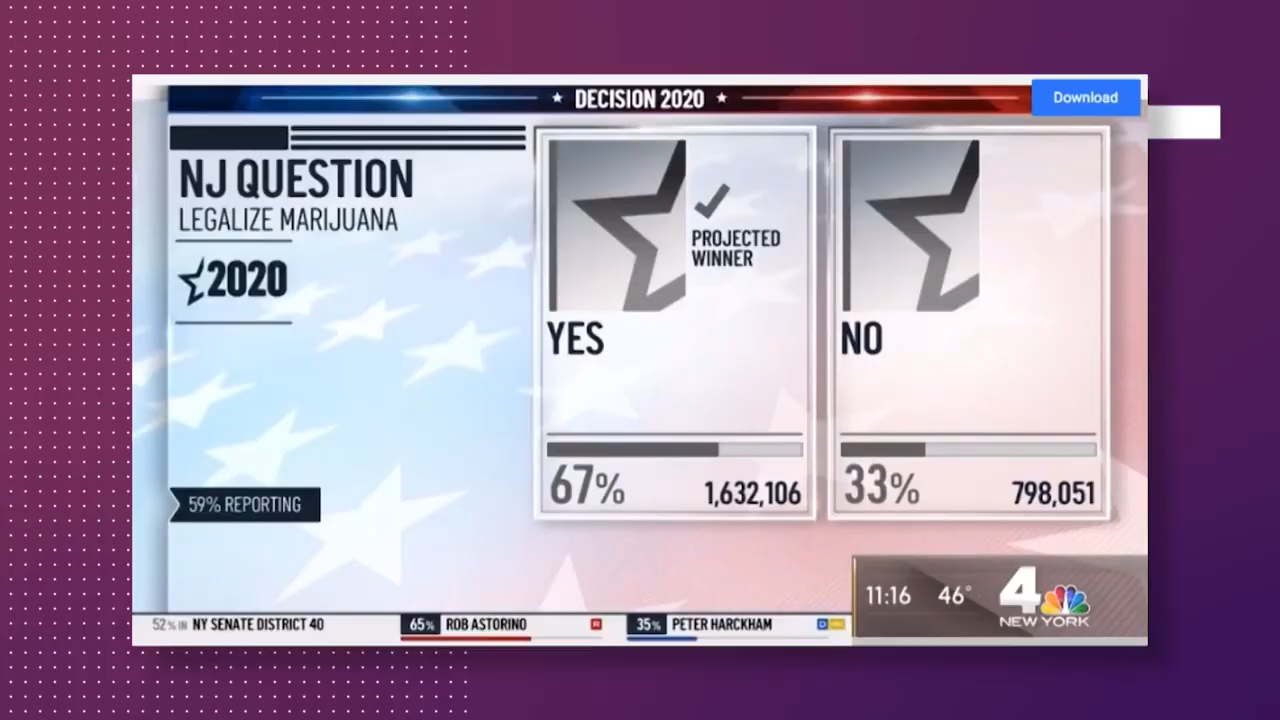 DECISION 2020
Download
NJ QUESTION
LEGALIZE MARIJUANA
2020
59% REPORTING
PROJECTED
WINNER
YES
67% 1,632,106
NO
33% 798,051
11:16 46°
4
NEW YORK
52% IN NY SENATE DISTRICT 40 65% ROB ASTORINO R 35% PETER HARCKHAM D